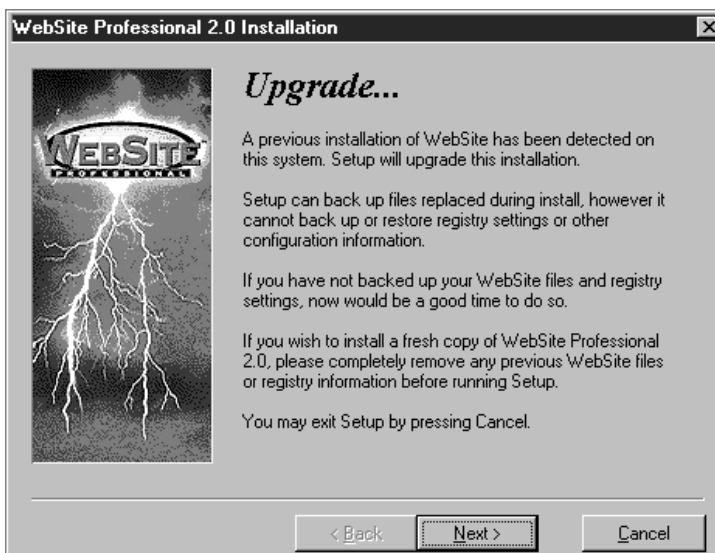 WebSite Professional 2.0 Installation
WEBSITE
PROFESSIONAL
Upgrade...
A previous installation of WebSite has been detected on
this system. Setup will upgrade this installation.
Setup can back up files replaced during install, however it
cannot back up or restore registry settings or other
configuration information.
If you have not backed up your WebSite files and registry
settings, now would be a good time to do so.
If you wish to install a fresh copy of WebSite Professional
2.0, please completely remove any previous WebSite files
or registry information before running Setup.
You may exit Setup by pressing Cancel.
< Back
Next >
Cancel